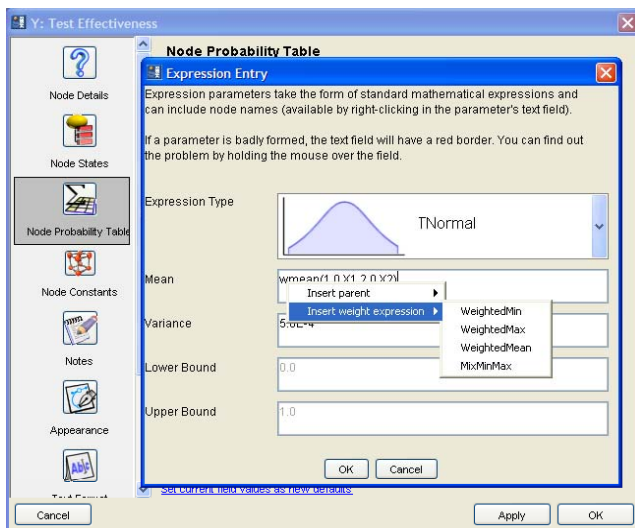 Y: Test Effectiveness
Node Probability Table
Node Details
Node States
Node Probability Table
Node Constants
Notes
Appearance
Text Format
Expression Entry
Expression parameters take the form of standard mathematical expressions and
can include node names (available by right-clicking in the parameter's text field).
If a parameter is badly formed, the text field will have a red border. You can find out
the problem by holding the mouse over the field.
Expression Type
TNormal
Mean
wmean(1.0,X1,2.0,X2)
Insert parent
Insert weight expression
WeightedMin
WeightedMax
WeightedMean
MixMinMax
Variance
5.0E-4
Lower Bound
0.0
Upper Bound
1.0
OK
Cancel
Set current field values as new defaults
Cancel
Apply
OK